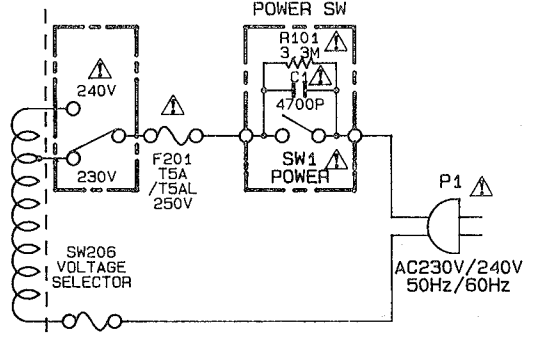 POWER SW
R101
3.3M
C1
4700P
240V
230V
F201
T5A
/T5AL
250V
SW1
POWER
P1
SW206
VOLTAGE
SELECTOR
AC230V/240V
50Hz/60Hz